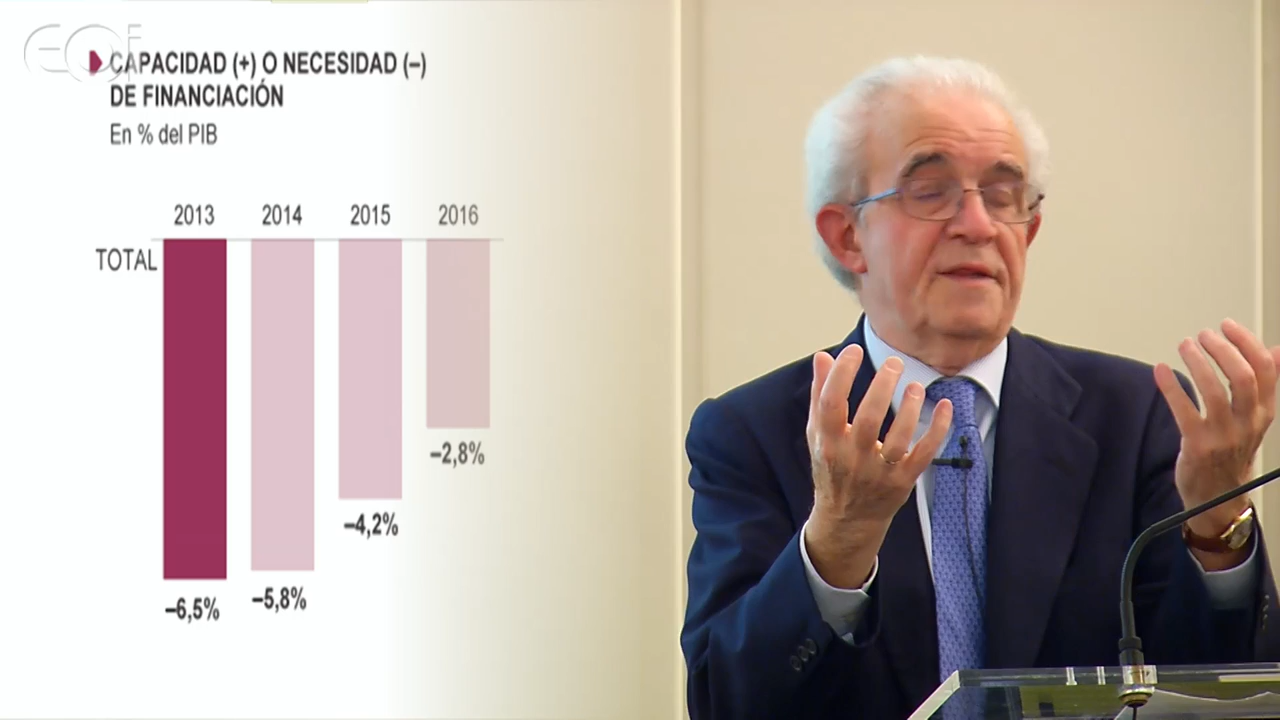 EOI
CAPACIDAD (+) O NECESIDAD (–)
DE FINANCIACIÓN
En % del PIB
2013 2014 2015 2016
TOTAL
–2,8%
–4,2%
–6,5% –5,8%